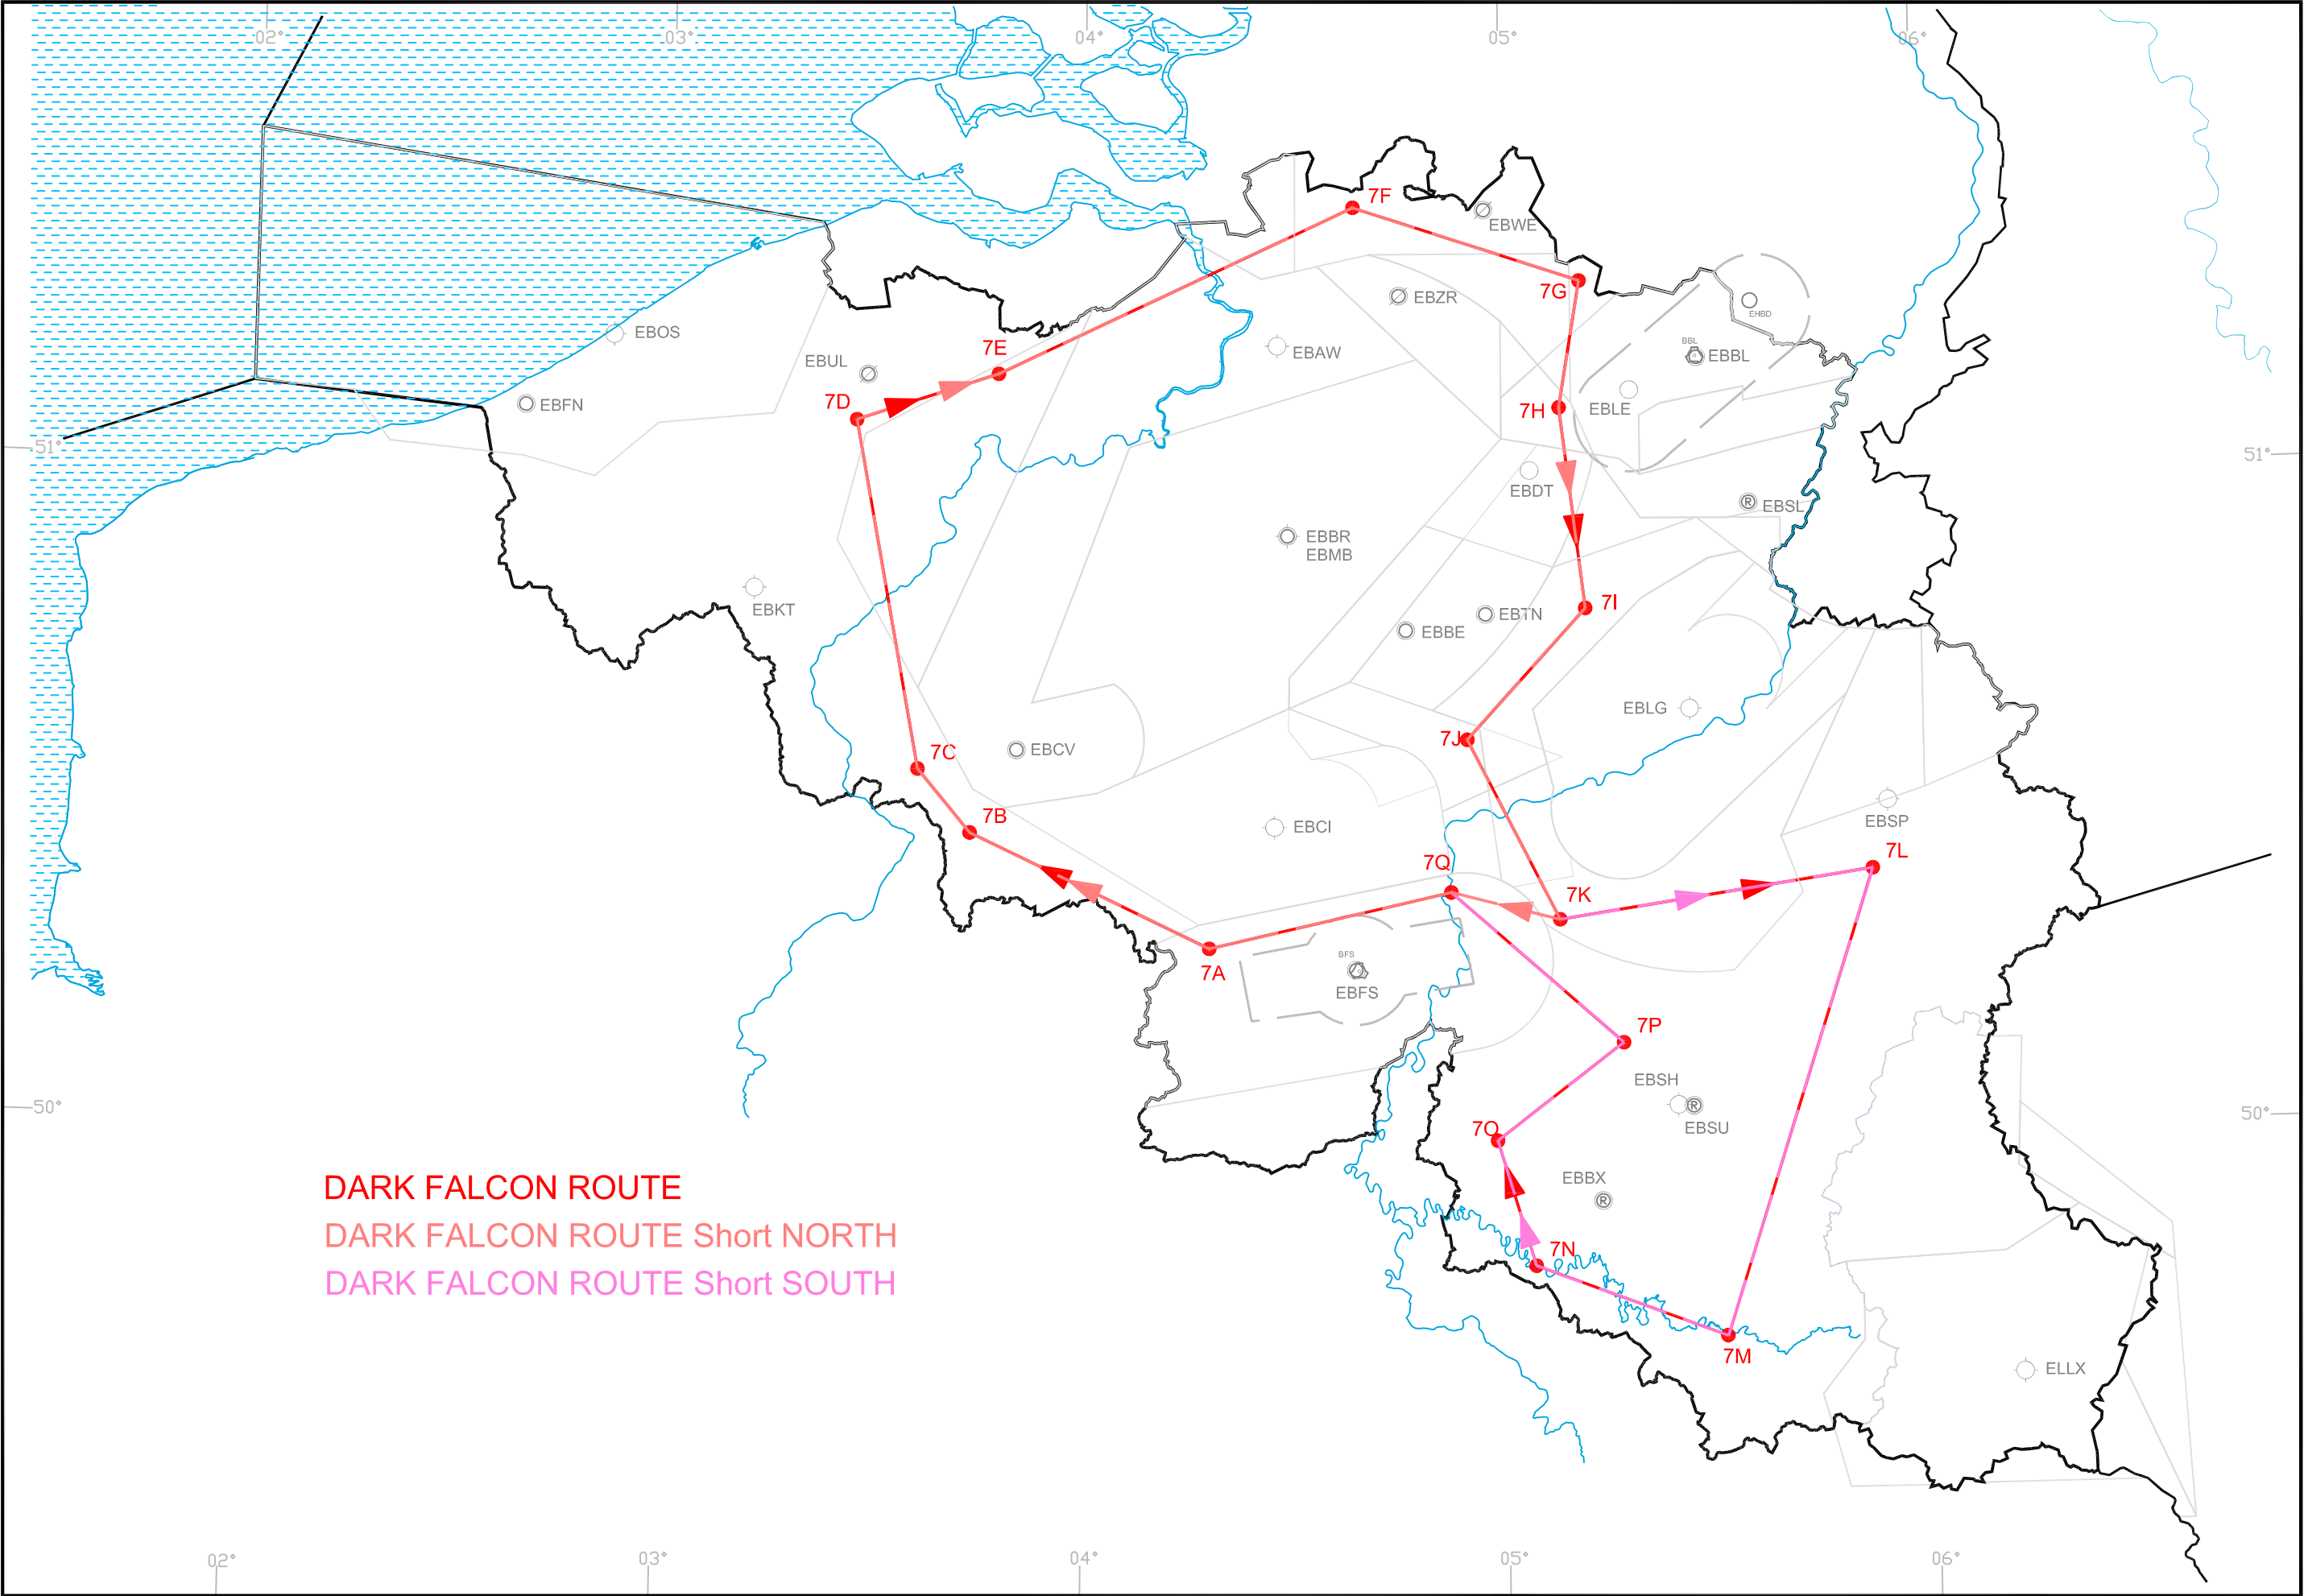 02°
03°
04°
05°
06°
7F
EBWE
7G
EBZR
EHBD
EBOS
BBL
EBBL
7E
EBAW
EBUL
7D
EBFN
7H
EBLE
51°
51°
EBDT
EBSL
EBBR
EBMB
EBKT
7I
EBTN
EBBE
EBLG
7J
7C
EBCV
7B
EBCI
EBSP
7L
7Q
7K
7A
BFS
EBFS
7P
EBSH
50°
50°
EBSU
7O
EBBX
DARK FALCON ROUTE
DARK FALCON ROUTE Short NORTH
DARK FALCON ROUTE Short SOUTH
7N
7M
ELLX
02°
03°
04°
05°
06°
®
®
®